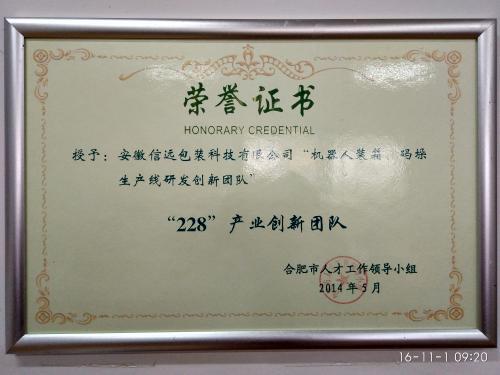 荣誉证书
HONORARY CREDENTIAL
授予：安徽信远包装科技有限公司“机器人装箱、码垛
生产线研发创新团队”
“228”产业创新团队
合肥市人才工作领导小组
2014年5月
16-11-1 09:20